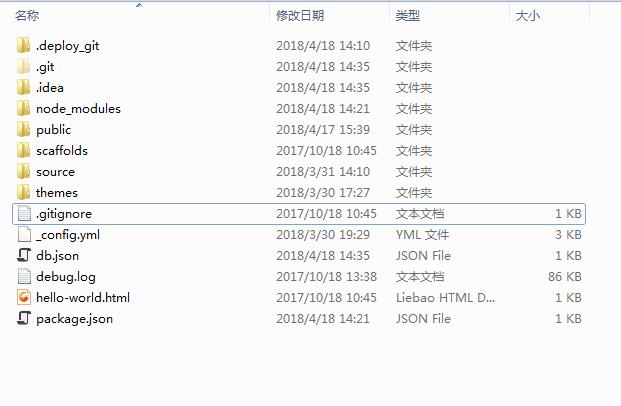 名称 修改日期 类型 大小
.deploy_git 2018/4/18 14:10 文件夹
.git 2018/4/18 14:35 文件夹
.idea 2018/4/18 14:35 文件夹
node_modules 2018/4/18 14:21 文件夹
public 2018/4/17 15:39 文件夹
scaffolds 2017/10/18 10:45 文件夹
source 2018/3/31 14:10 文件夹
themes 2018/3/30 17:27 文件夹
.gitignore 2017/10/18 10:45 文本文档 1 KB
_config.yml 2018/3/30 19:29 YML 文件 3 KB
db.json 2018/4/18 14:35 JSON File 1 KB
debug.log 2017/10/18 13:38 文本文档 86 KB
hello-world.html 2017/10/18 10:45 Liebao HTML D... 1 KB
package.json 2018/4/18 14:21 JSON File 1 KB